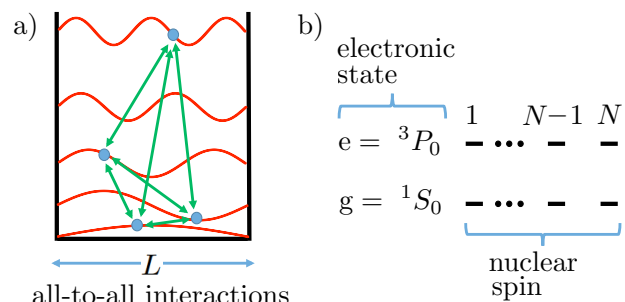 a)
L
all-to-all interactions
b)
electronic
state
1 N−1 N
e = ³P₀ •••
g = ¹S₀ •••
nuclear
spin